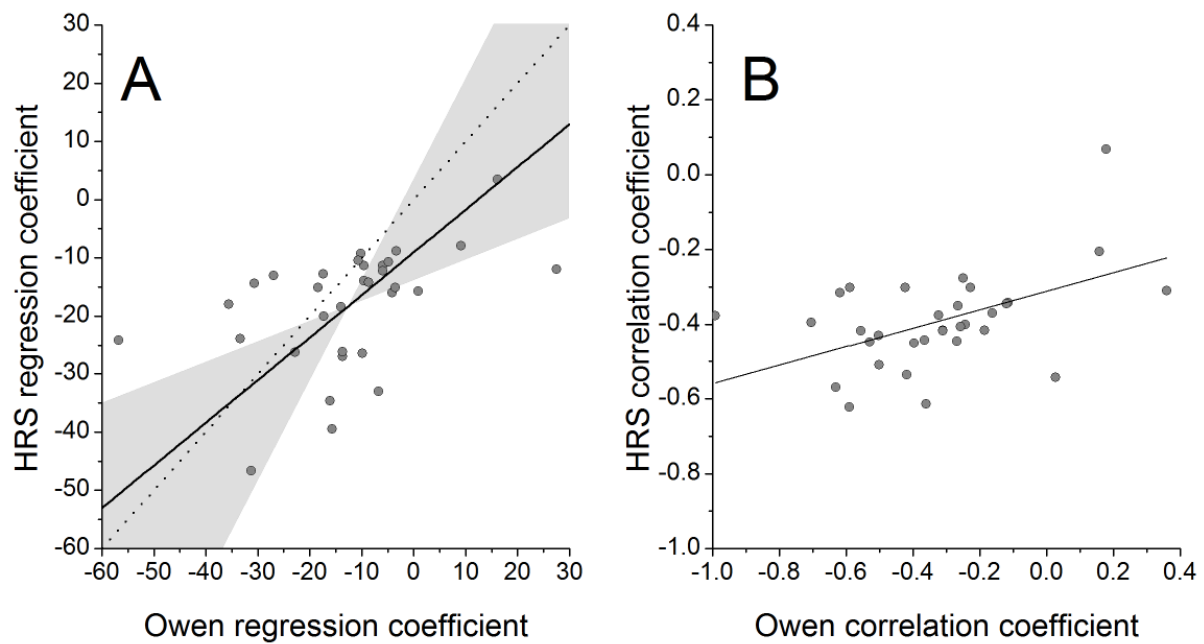 A
HRS regression coefficient
30
20
10
0
-10
-20
-30
-40
-50
-60
-60 -50 -40 -30 -20 -10 0 10 20 30
Owen regression coefficient
B
HRS correlation coefficient
0.4
0.2
0.0
-0.2
-0.4
-0.6
-0.8
-1.0
-1.0 -0.8 -0.6 -0.4 -0.2 0.0 0.2 0.4
Owen correlation coefficient